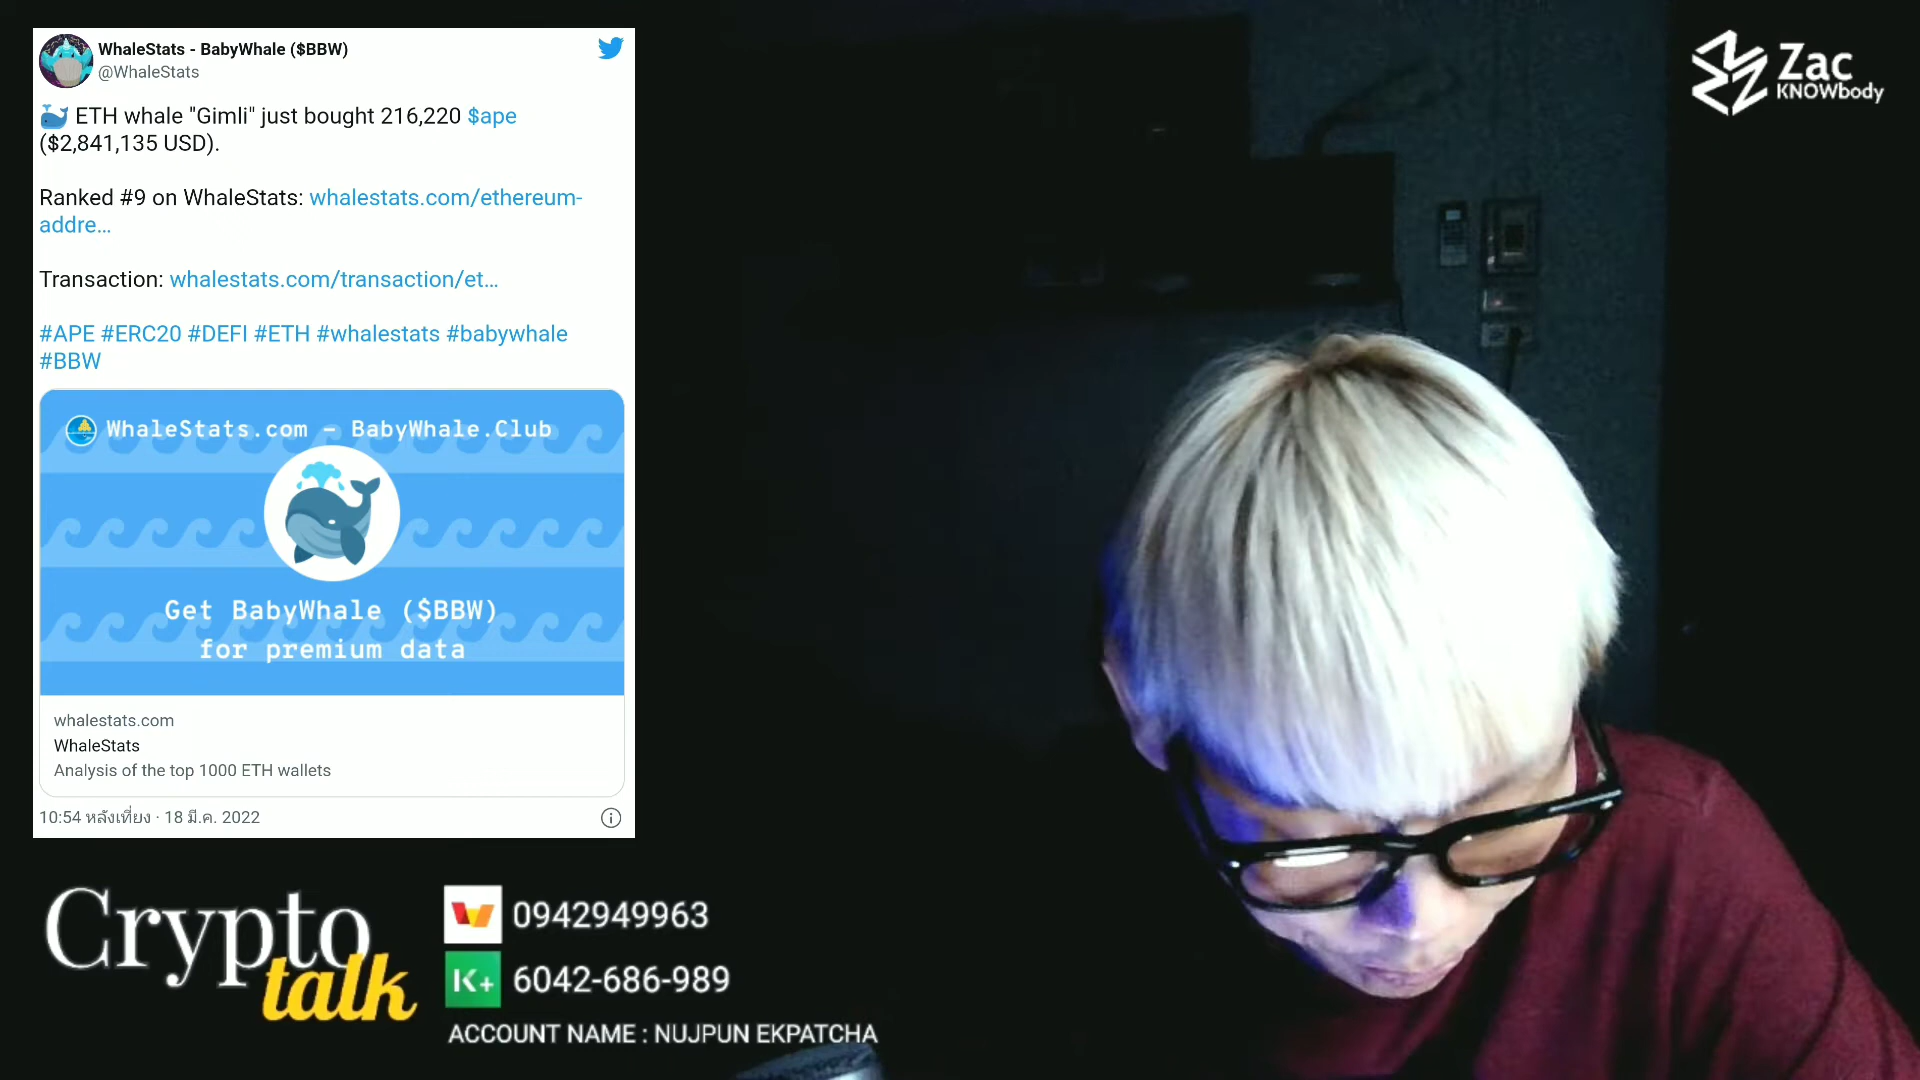 WhaleStats - BabyWhale ($BBW)
@WhaleStats
🐳 ETH whale "Gimli" just bought 216,220 $ape
($2,841,135 USD).
Ranked #9 on WhaleStats: whalestats.com/ethereum-
addre…
Transaction: whalestats.com/transaction/et…
#APE #ERC20 #DEFI #ETH #whalestats #babywhale
#BBW
WhaleStats.com - BabyWhale.Club
Get BabyWhale ($BBW)
for premium data
whalestats.com
WhaleStats
Analysis of the top 1000 ETH wallets
10:54 หลังเที่ยง · 18 มี.ค. 2022
Zac
KNOWbody
Crypto
talk
0942949963
K+ 6042-686-989
ACCOUNT NAME : NUJPUN EKPATCHA